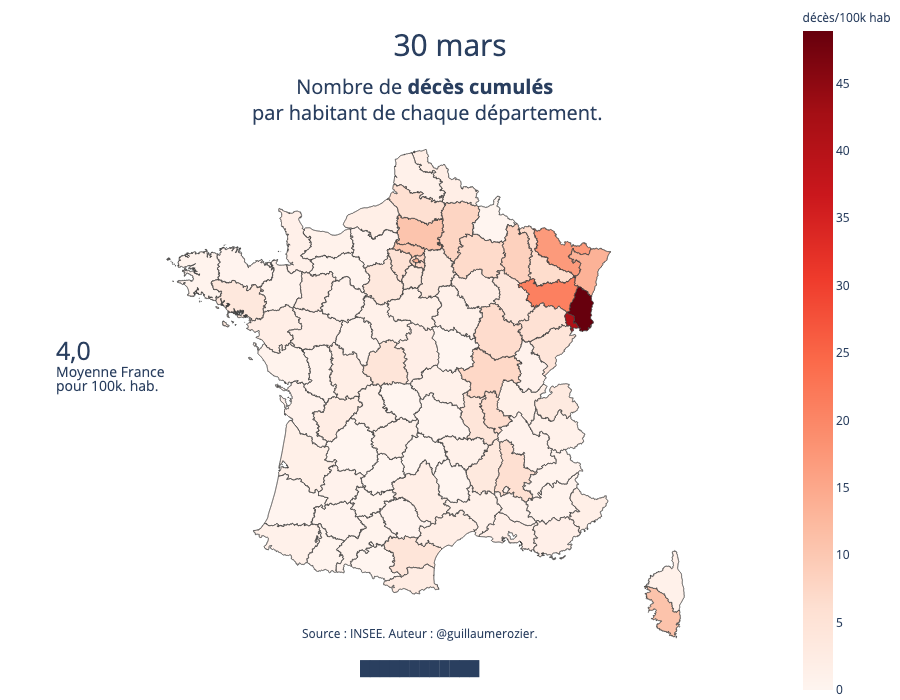 décès/100k hab
30 mars
Nombre de décès cumulés
par habitant de chaque département.
45
40
35
30
25
20
15
10
5
0
4,0
Moyenne France
pour 100k. hab.
Source : INSEE. Auteur : @guillaumerozier.